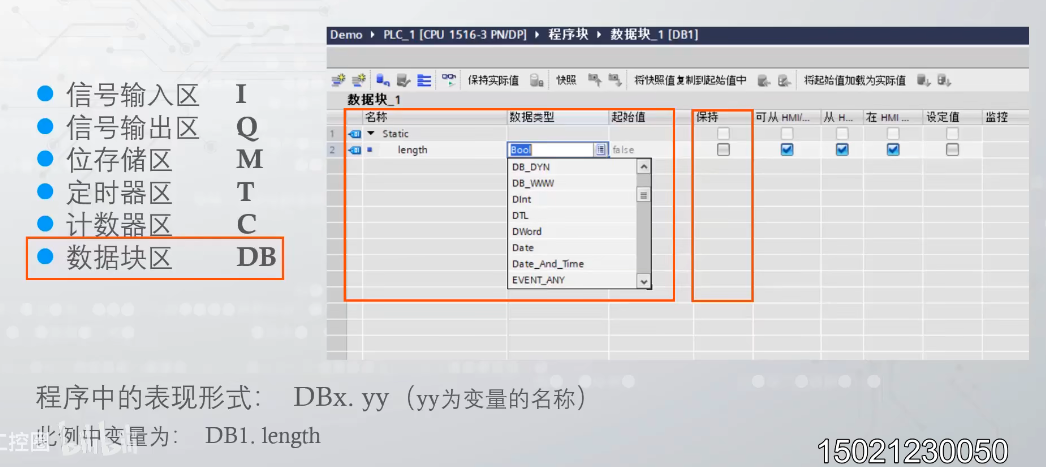 Demo ▸ PLC_1 [CPU 1516-3 PN/DP] ▸ 程序块 ▸ 数据块_1 [DB1]
保持实际值 快照 将快照值复制到起始值中 将起始值加载为实际值
数据块_1
名称 数据类型 起始值 保持 可从 HMI/... 从 H... 在 HMI ... 设定值 监控
1 Static
2 length Bool false
DB_DYN
DB_WWW
DInt
DTL
DWord
Date
Date_And_Time
EVENT_ANY
信号输入区 I
信号输出区 Q
位存储区 M
定时器区 T
计数器区 C
数据块区 DB
程序中的表现形式： DBx. yy（yy为变量的名称）
此例中变量为： DB1. length
工控圈 bilibili
15021230050